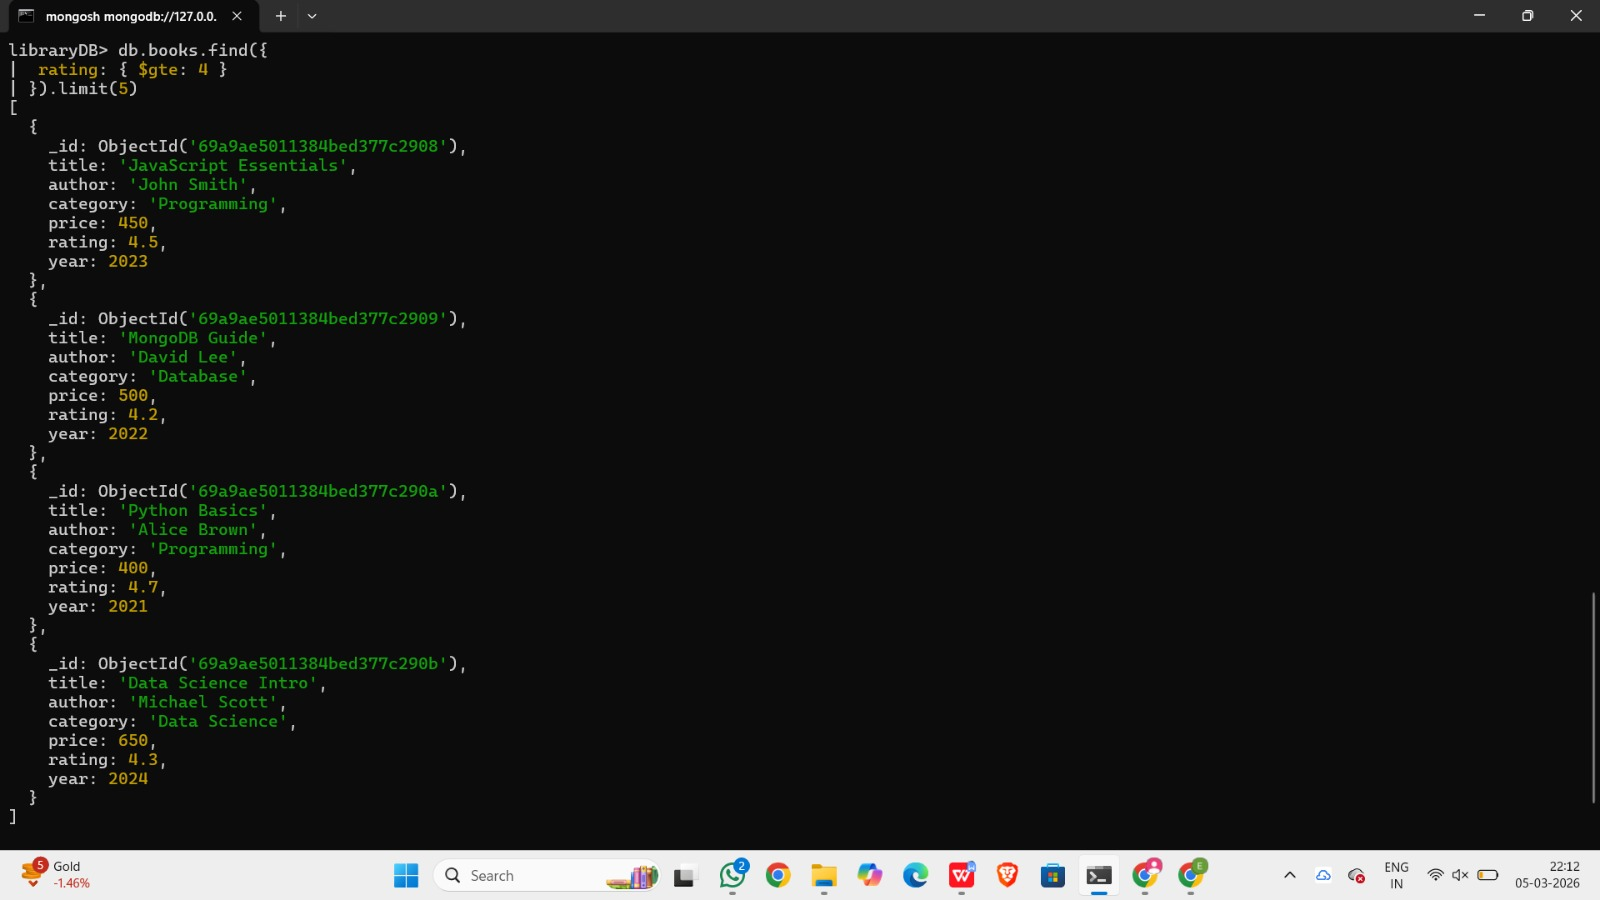 mongosh mongodb://127.0.0.
libraryDB> db.books.find({
|  rating: { $gte: 4 }
| }).limit(5)
[
  {
    _id: ObjectId('69a9ae5011384bed377c2908'),
    title: 'JavaScript Essentials',
    author: 'John Smith',
    category: 'Programming',
    price: 450,
    rating: 4.5,
    year: 2023
  },
  {
    _id: ObjectId('69a9ae5011384bed377c2909'),
    title: 'MongoDB Guide',
    author: 'David Lee',
    category: 'Database',
    price: 500,
    rating: 4.2,
    year: 2022
  },
  {
    _id: ObjectId('69a9ae5011384bed377c290a'),
    title: 'Python Basics',
    author: 'Alice Brown',
    category: 'Programming',
    price: 400,
    rating: 4.7,
    year: 2021
  },
  {
    _id: ObjectId('69a9ae5011384bed377c290b'),
    title: 'Data Science Intro',
    author: 'Michael Scott',
    category: 'Data Science',
    price: 650,
    rating: 4.3,
    year: 2024
  }
]
5
Gold
-1.46%
Search
2
W
E
ENG
IN
22:12
05-03-2026